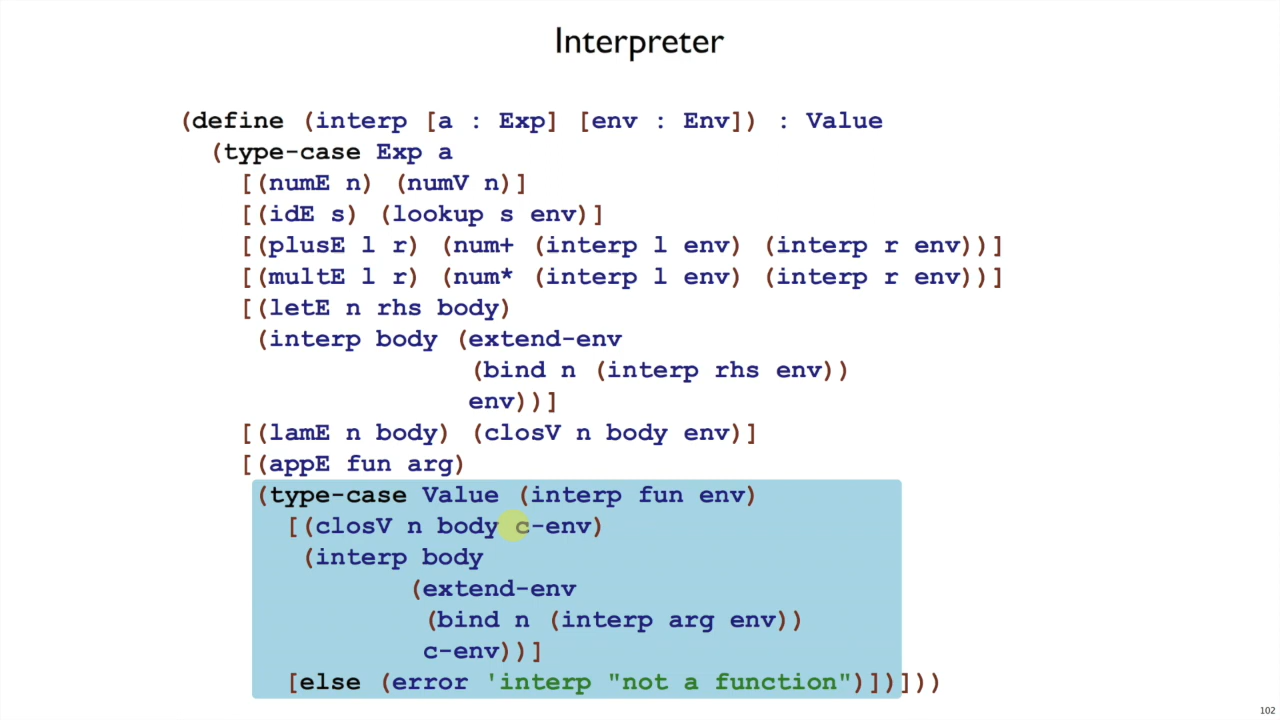 Interpreter
(define (interp [a : Exp] [env : Env]) : Value
(type-case Exp a
[(numE n) (numV n)]
[(idE s) (lookup s env)]
[(plusE l r) (num+ (interp l env) (interp r env))]
[(multE l r) (num* (interp l env) (interp r env))]
[(letE n rhs body)
(interp body (extend-env
(bind n (interp rhs env))
env))]
[(lamE n body) (closV n body env)]
[(appE fun arg)
(type-case Value (interp fun env)
[(closV n body c-env)
(interp body
(extend-env
(bind n (interp arg env))
c-env))]
[else (error 'interp "not a function")])]))
102